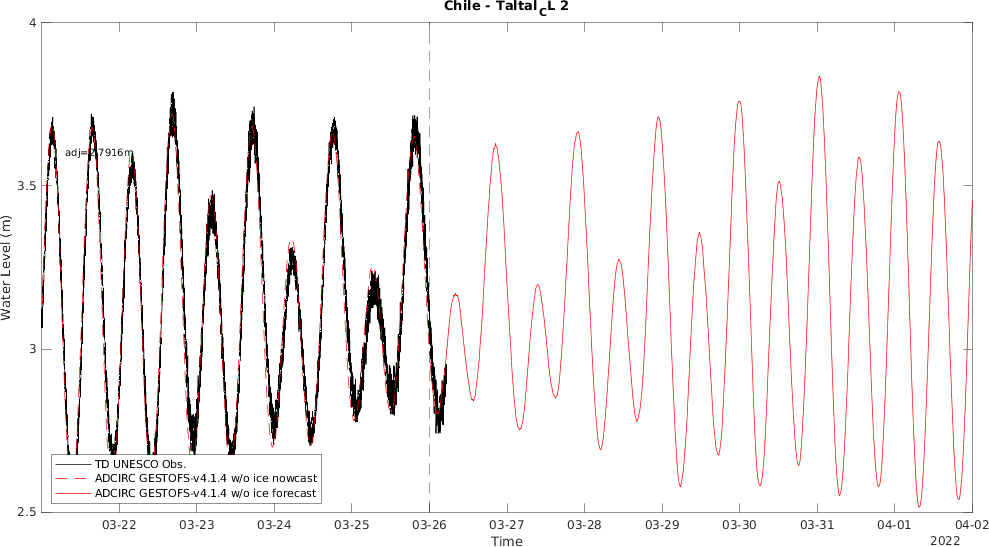 Chile - TaltalCL 2
4
adj=2.7916m
3.5
Water Level (m)
3
TD UNESCO Obs.
ADCIRC GESTOFS-v4.1.4 w/o ice nowcast
ADCIRC GESTOFS-v4.1.4 w/o ice forecast
2.5
03-22 03-23 03-24 03-25 03-26 03-27 03-28 03-29 03-30 03-31 04-01 04-02
Time
2022